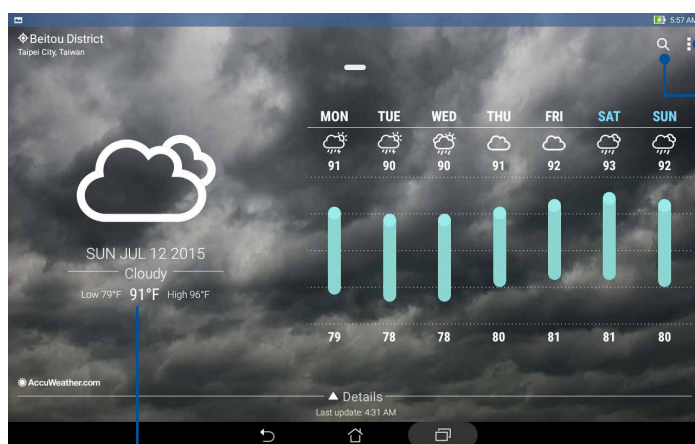 5:57 AM
Beitou District
Taipei City, Taiwan
MON TUE WED THU FRI SAT SUN
91 90 90 91 92 93 92
SUN JUL 12 2015
Cloudy
Low 79°F 91°F High 96°F
79 78 78 80 81 81 80
AccuWeather.com
Details
Last update: 4:31 AM